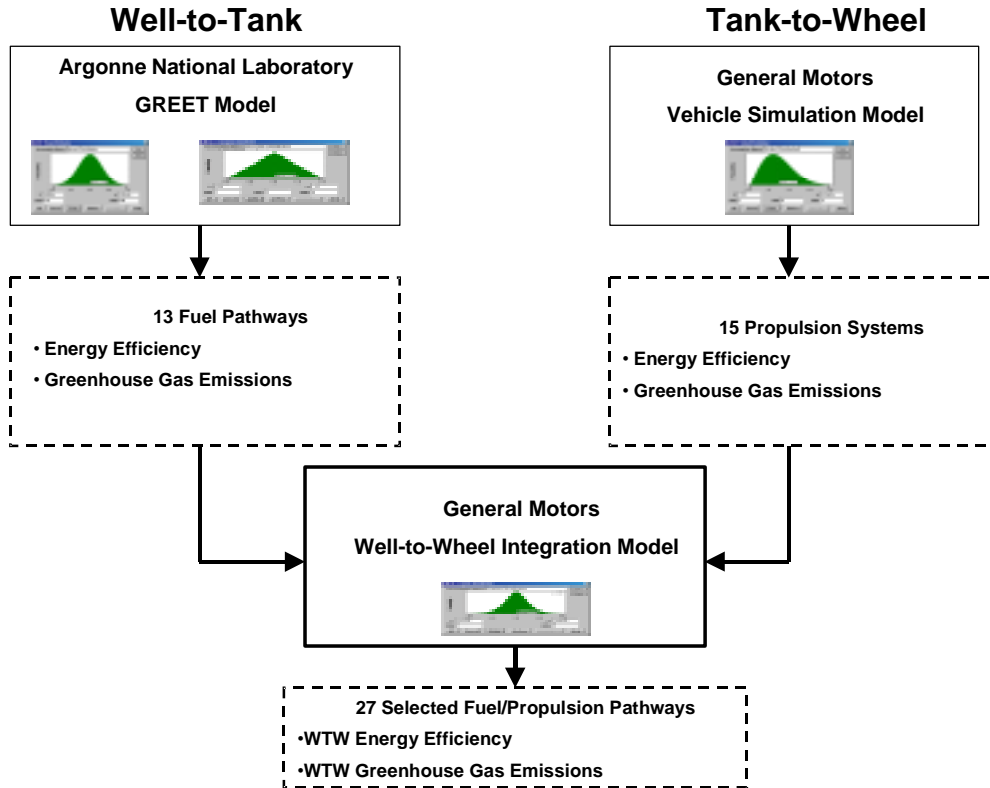 Well-to-Tank
Argonne National Laboratory
GREET Model
13 Fuel Pathways
• Energy Efficiency
• Greenhouse Gas Emissions
Tank-to-Wheel
General Motors
Vehicle Simulation Model
15 Propulsion Systems
• Energy Efficiency
• Greenhouse Gas Emissions
General Motors
Well-to-Wheel Integration Model
27 Selected Fuel/Propulsion Pathways
•WTW Energy Efficiency
•WTW Greenhouse Gas Emissions